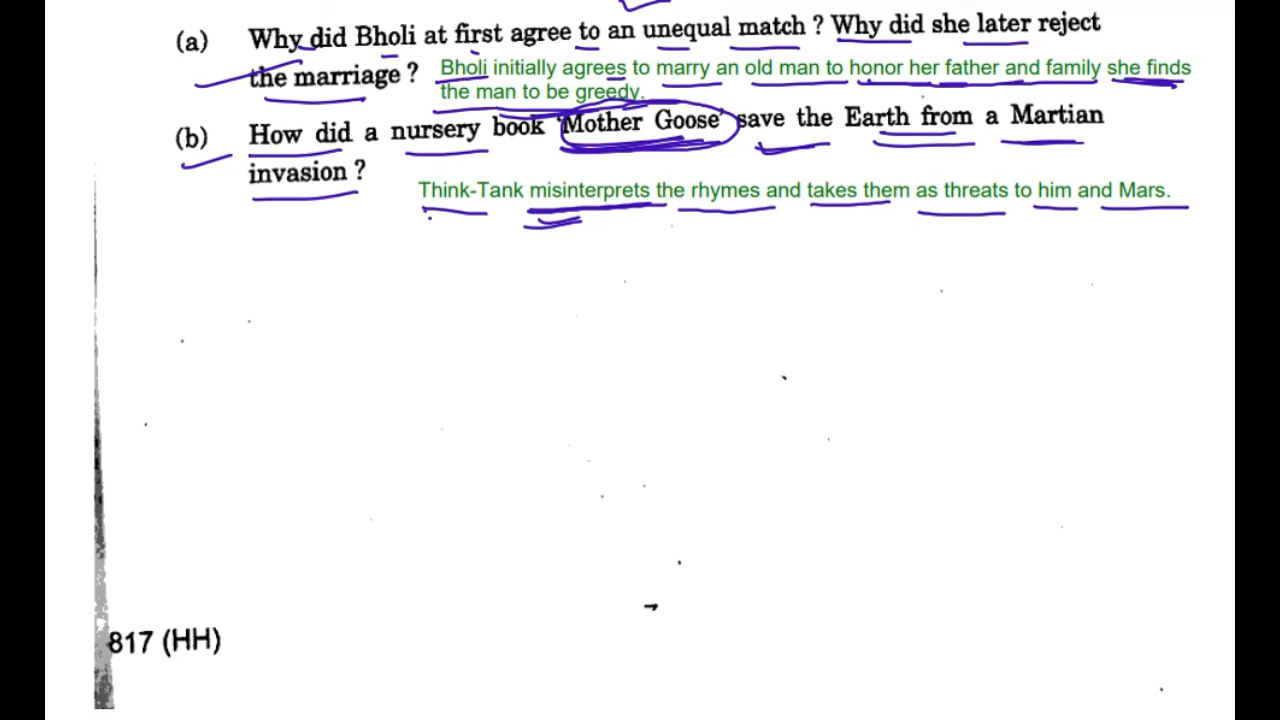 (a) Why did Bholi at first agree to an unequal match ? Why did she later reject
the marriage ? Bholi initially agrees to marry an old man to honor her father and family she finds
the man to be greedy.
(b) How did a nursery book 'Mother Goose' save the Earth from a Martian
invasion ?
Think-Tank misinterprets the rhymes and takes them as threats to him and Mars.
817 (HH)